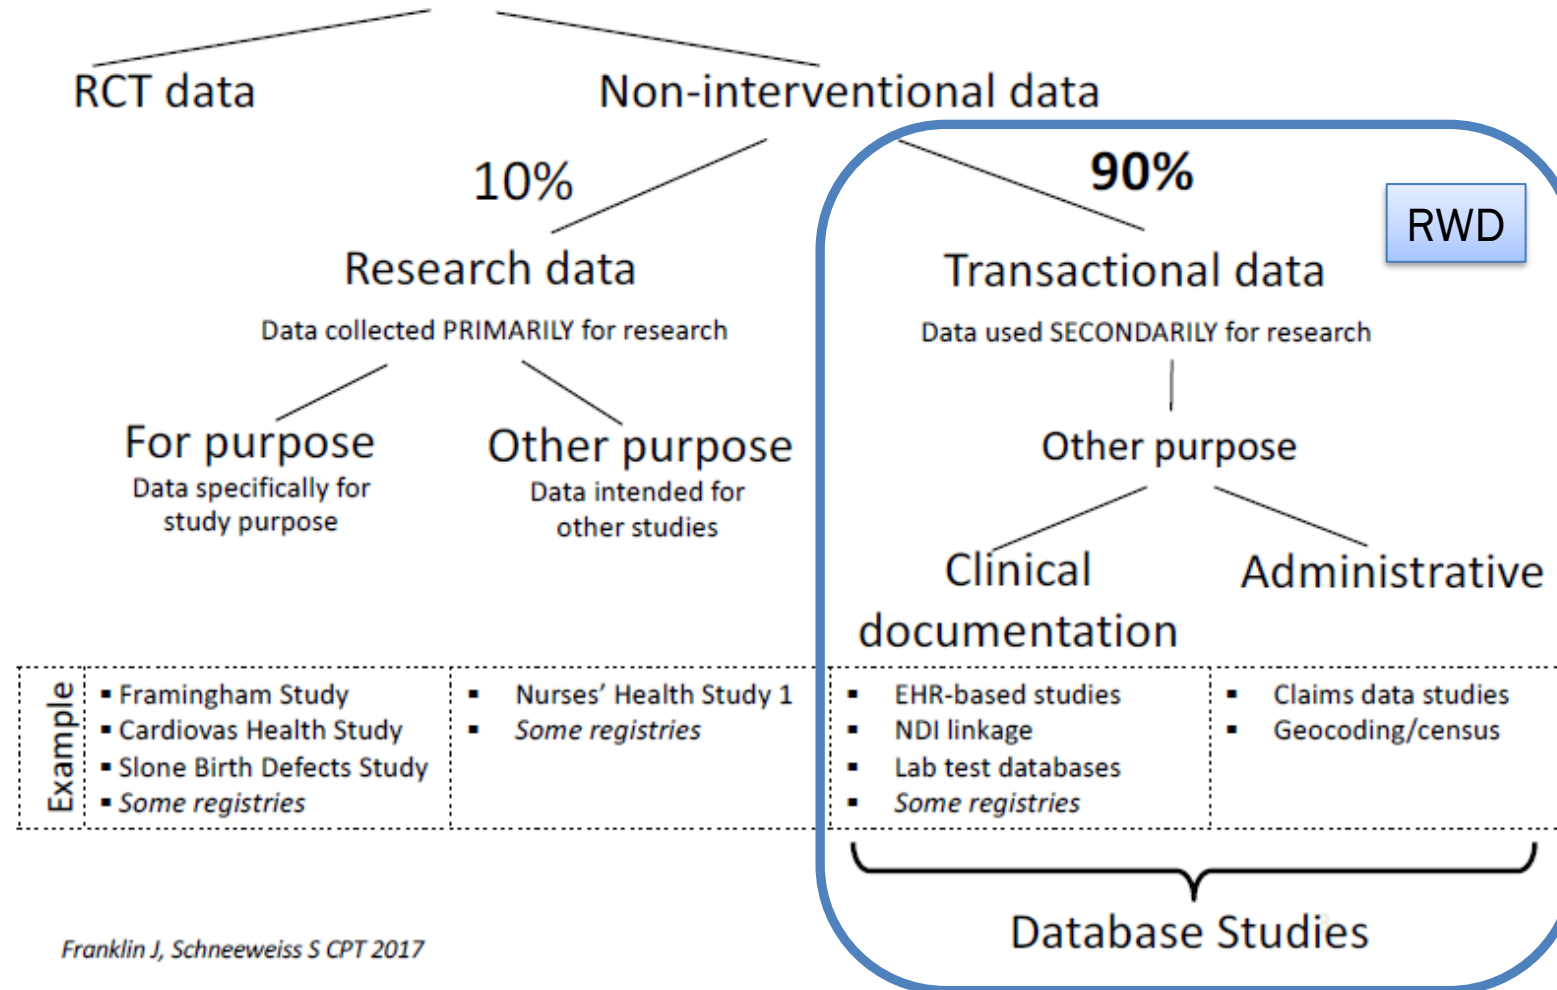 RCT data
Non-interventional data
10%
90%
RWD
Research data
Transactional data
Data collected PRIMARILY for research
Data used SECONDARILY for research
For purpose
Data specifically for
study purpose
Other purpose
Data intended for
other studies
Other purpose
Clinical
documentation
Administrative
Example
▪ Framingham Study
▪ Cardiovas Health Study
▪ Slone Birth Defects Study
▪ Some registries
▪ Nurses’ Health Study 1
▪ Some registries
▪ EHR-based studies
▪ NDI linkage
▪ Lab test databases
▪ Some registries
▪ Claims data studies
▪ Geocoding/census
Database Studies
Franklin J, Schneeweiss S CPT 2017